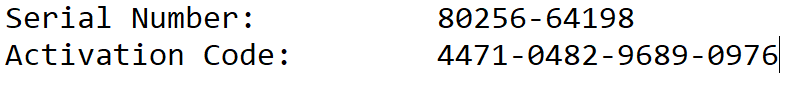 Serial Number: 80256-64198
Activation Code: 4471-0482-9689-0976